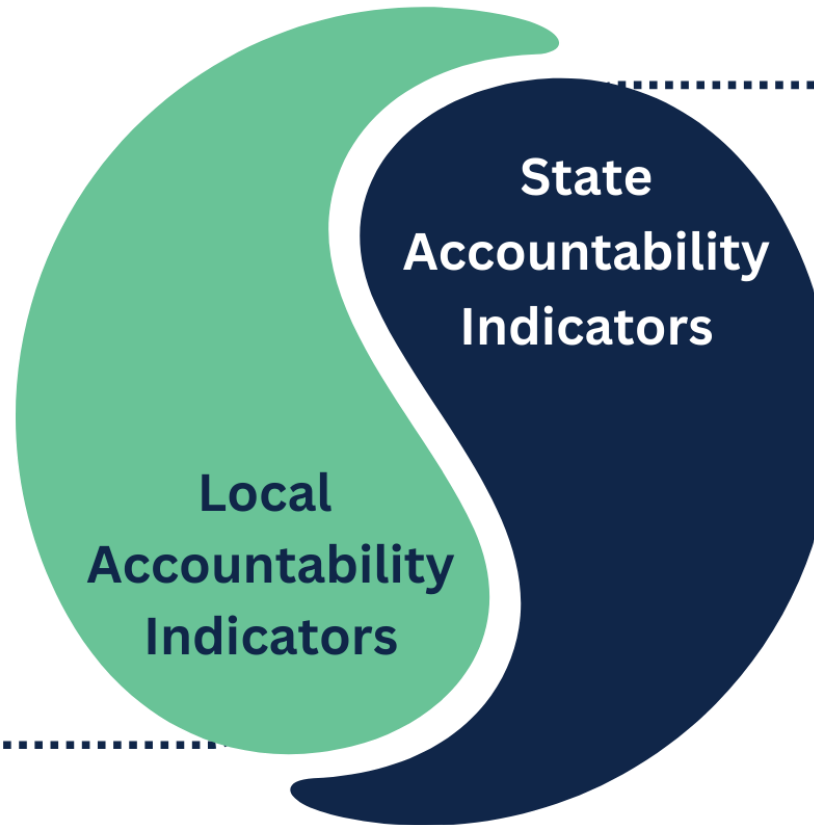 State
Accountability
Indicators
Local
Accountability
Indicators